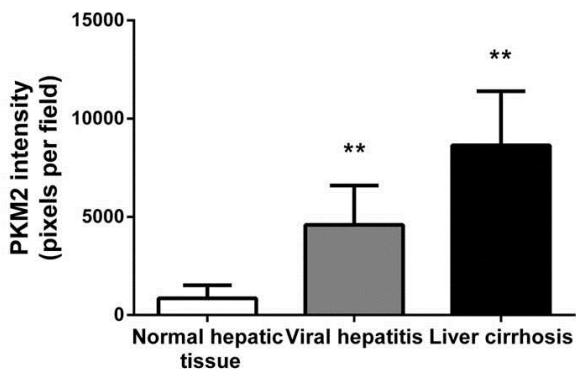 PKM2 intensity
(pixels per field)
15000
10000
5000
0
**
**
Normal hepatic
tissue
Viral hepatitis
Liver cirrhosis